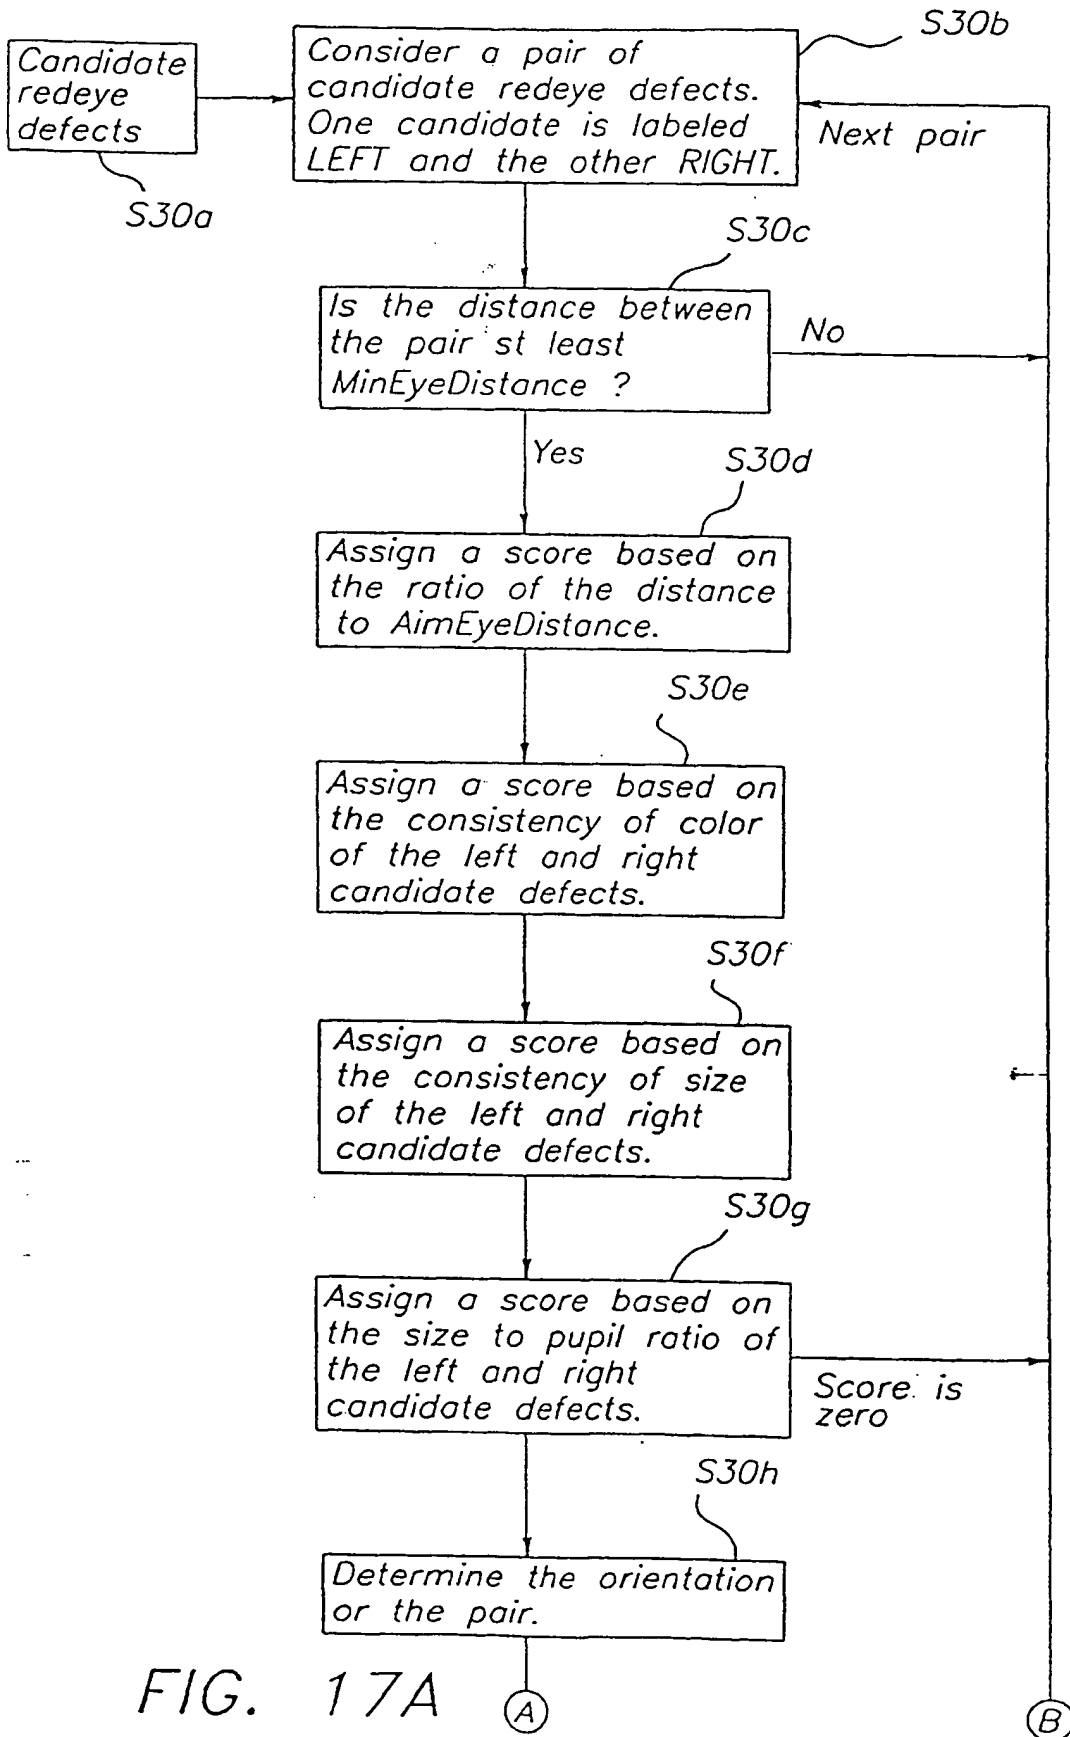 S30b
Candidate
redeye
defects
S30a
Consider a pair of
candidate redeye defects.
One candidate is labeled
LEFT and the other RIGHT.
Next pair
S30c
Is the distance between
the pair st least
MinEyeDistance ?
No
Yes
S30d
Assign a score based on
the ratio of the distance
to AimEyeDistance.
S30e
Assign a score based on
the consistency of color
of the left and right
candidate defects.
S30f
Assign a score based on
the consistency of size
of the left and right
candidate defects.
S30g
Assign a score based on
the size to pupil ratio of
the left and right
candidate defects.
Score is
zero
S30h
Determine the orientation
or the pair.
FIG. 17A
A
B